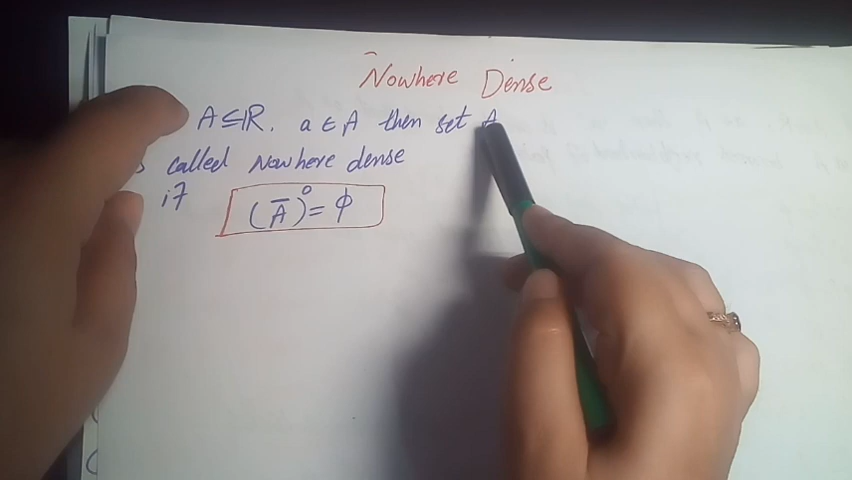 Nowhere Dense
A⊆ℝ. a ∈ A then set A
called Nowhere dense
if
(A̅)° = ϕ